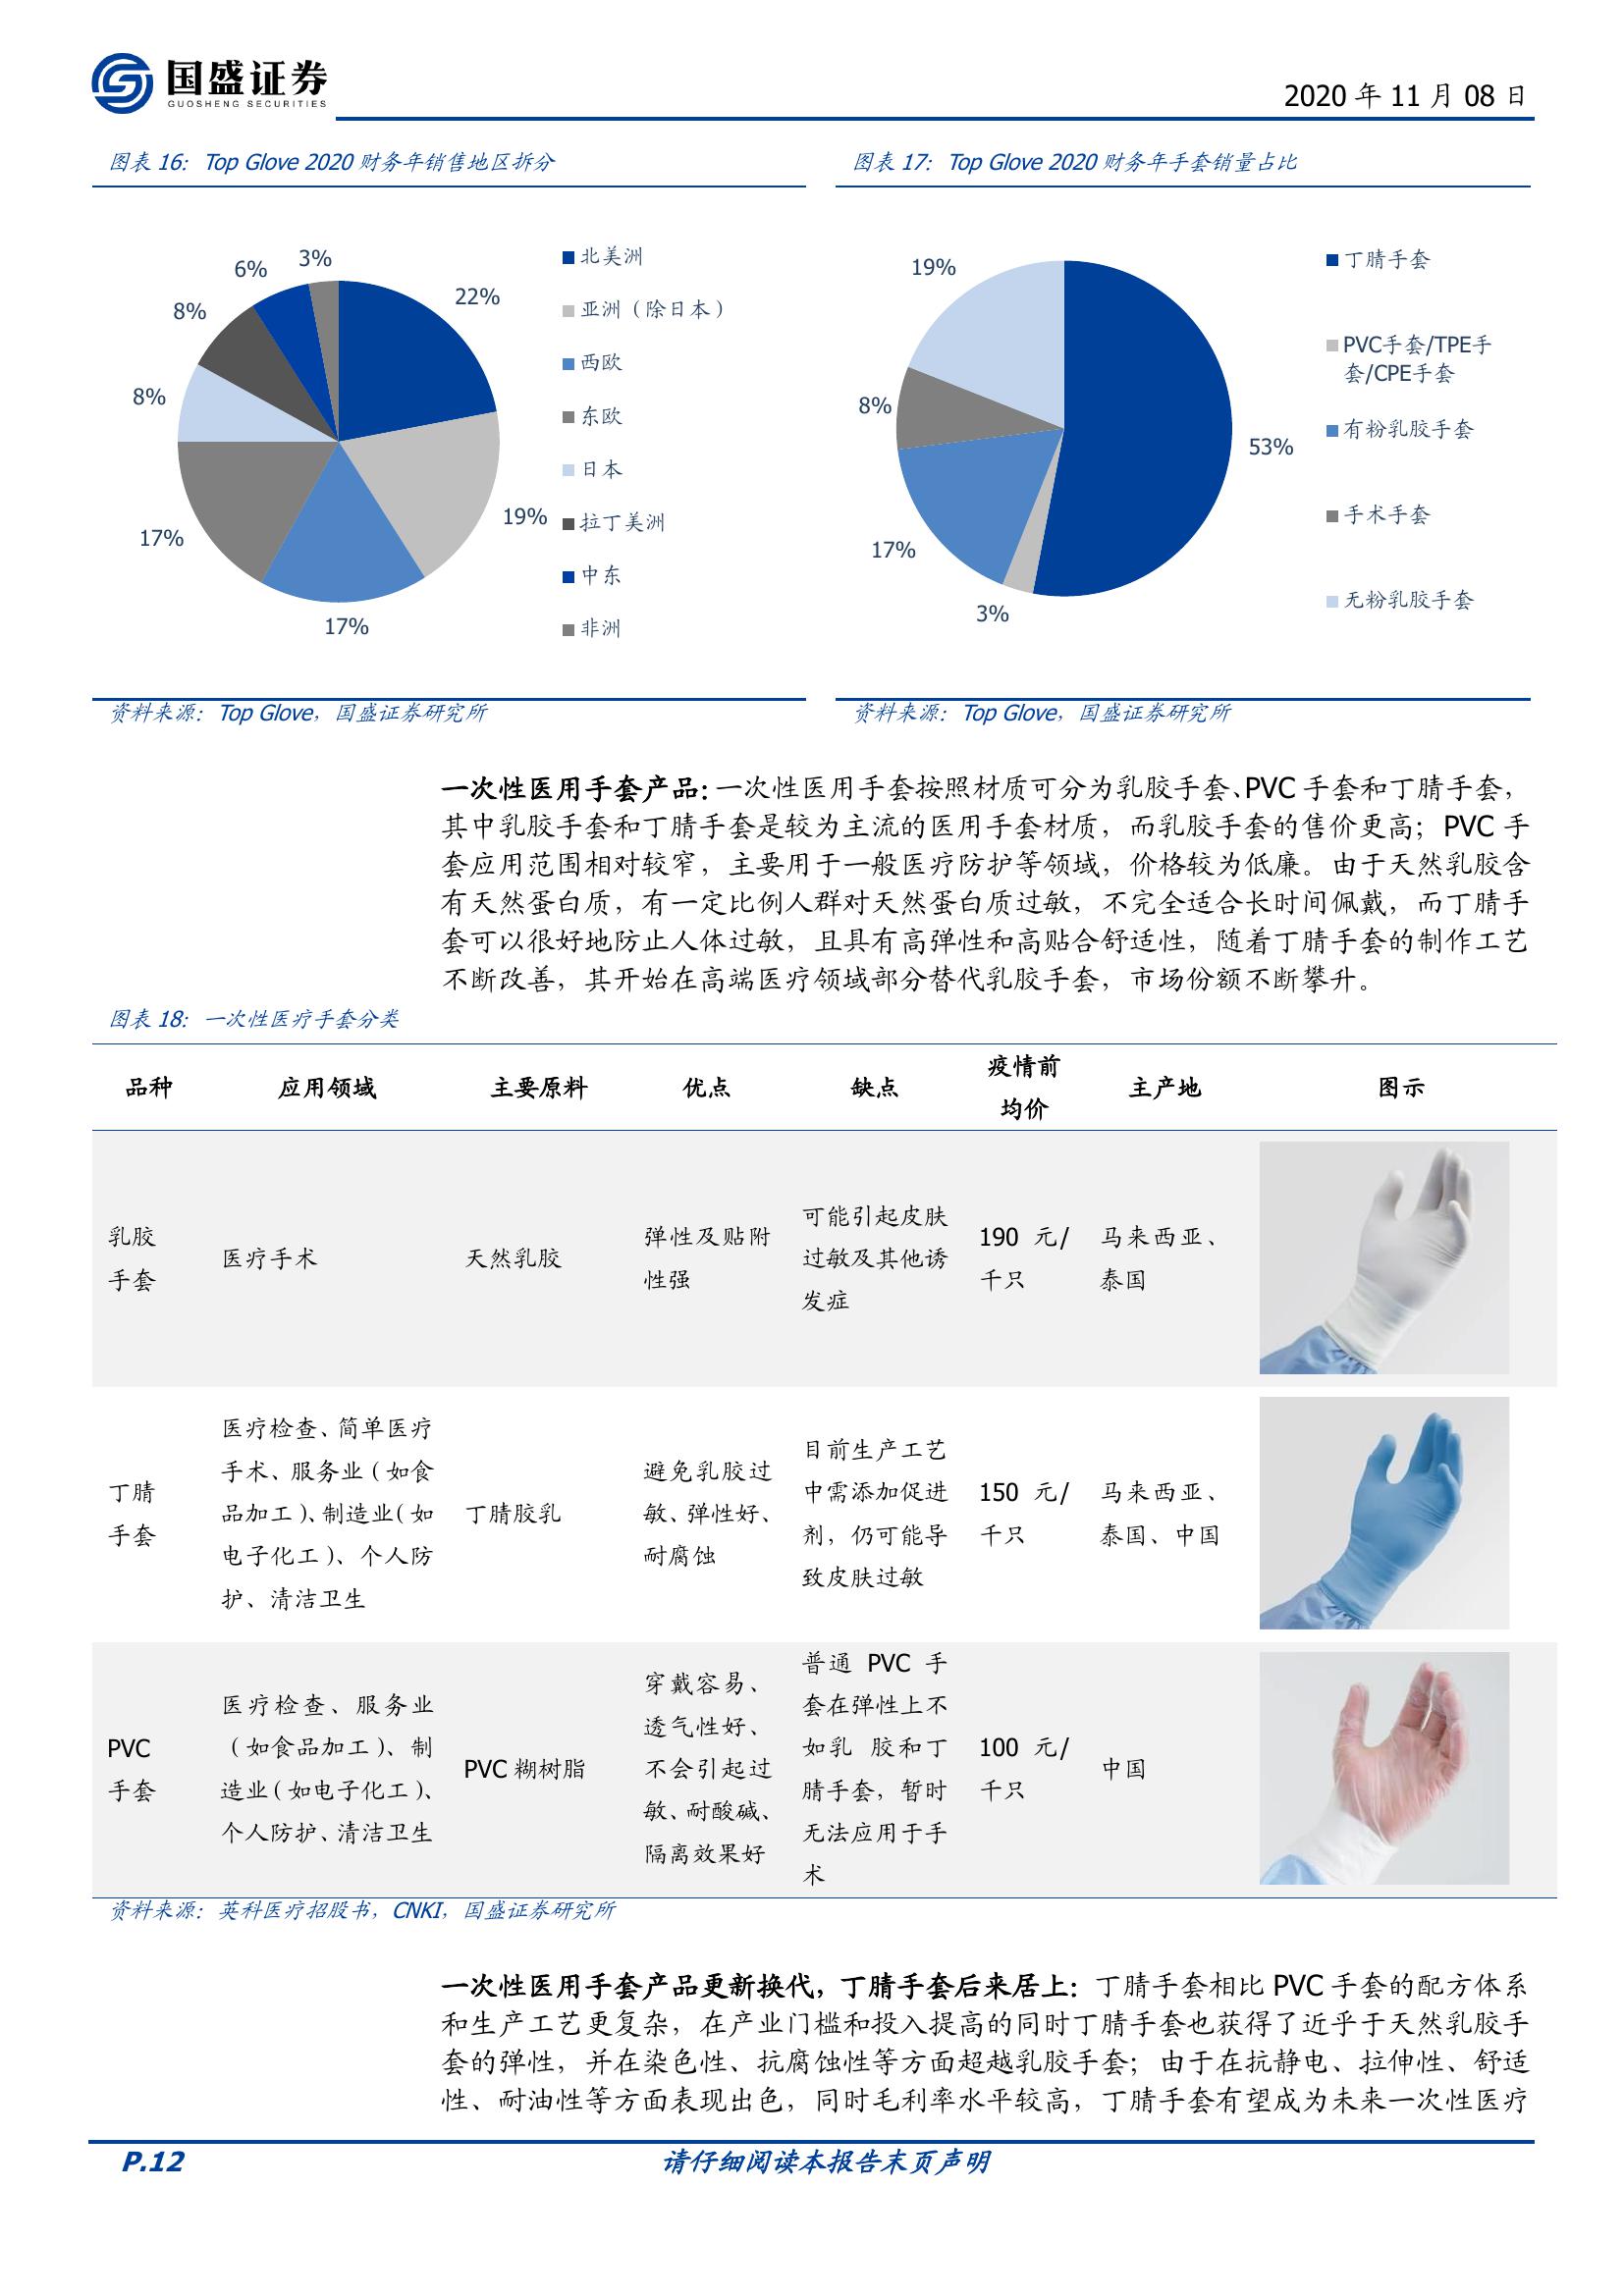 国盛证券
GUOSHENG SECURITIES
2020 年 11 月 08 日
图表 16：Top Glove 2020 财务年销售地区拆分
22%
19%
17%
17%
8%
8%
6%
3%
北美洲
亚洲（除日本）
西欧
东欧
日本
拉丁美洲
中东
非洲
资料来源：Top Glove，国盛证券研究所
图表 17：Top Glove 2020 财务年手套销量占比
53%
3%
17%
8%
19%
丁腈手套
PVC手套/TPE手
套/CPE手套
有粉乳胶手套
手术手套
无粉乳胶手套
资料来源：Top Glove，国盛证券研究所
一次性医用手套产品：一次性医用手套按照材质可分为乳胶手套、PVC 手套和丁腈手套，
其中乳胶手套和丁腈手套是较为主流的医用手套材质，而乳胶手套的售价更高；PVC 手
套应用范围相对较窄，主要用于一般医疗防护等领域，价格较为低廉。由于天然乳胶含
有天然蛋白质，有一定比例人群对天然蛋白质过敏，不完全适合长时间佩戴，而丁腈手
套可以很好地防止人体过敏，且具有高弹性和高贴合舒适性，随着丁腈手套的制作工艺
不断改善，其开始在高端医疗领域部分替代乳胶手套，市场份额不断攀升。
图表 18：一次性医疗手套分类
品种
应用领域
主要原料
优点
缺点
疫情前
均价
主产地
图示
乳胶
手套
医疗手术
天然乳胶
弹性及贴附
性强
可能引起皮肤
过敏及其他诱
发症
190 元/
千只
马来西亚、
泰国
丁腈
手套
医疗检查、简单医疗
手术、服务业（如食
品加工）、制造业（如
电子化工）、个人防
护、清洁卫生
丁腈胶乳
避免乳胶过
敏、弹性好、
耐腐蚀
目前生产工艺
中需添加促进
剂，仍可能导
致皮肤过敏
150 元/
千只
马来西亚、
泰国、中国
PVC
手套
医疗检查、服务业
（如食品加工）、制
造业（如电子化工）、
个人防护、清洁卫生
PVC 糊树脂
穿戴容易、
透气性好、
不会引起过
敏、耐酸碱、
隔离效果好
普通 PVC 手
套在弹性上不
如乳 胶和丁
腈手套，暂时
无法应用于手
术
100 元/
千只
中国
资料来源：英科医疗招股书，CNKI，国盛证券研究所
一次性医用手套产品更新换代，丁腈手套后来居上：丁腈手套相比 PVC 手套的配方体系
和生产工艺更复杂，在产业门槛和投入提高的同时丁腈手套也获得了近乎于天然乳胶手
套的弹性，并在染色性、抗腐蚀性等方面超越乳胶手套；由于在抗静电、拉伸性、舒适
性、耐油性等方面表现出色，同时毛利率水平较高，丁腈手套有望成为未来一次性医疗
P.12
请仔细阅读本报告末页声明